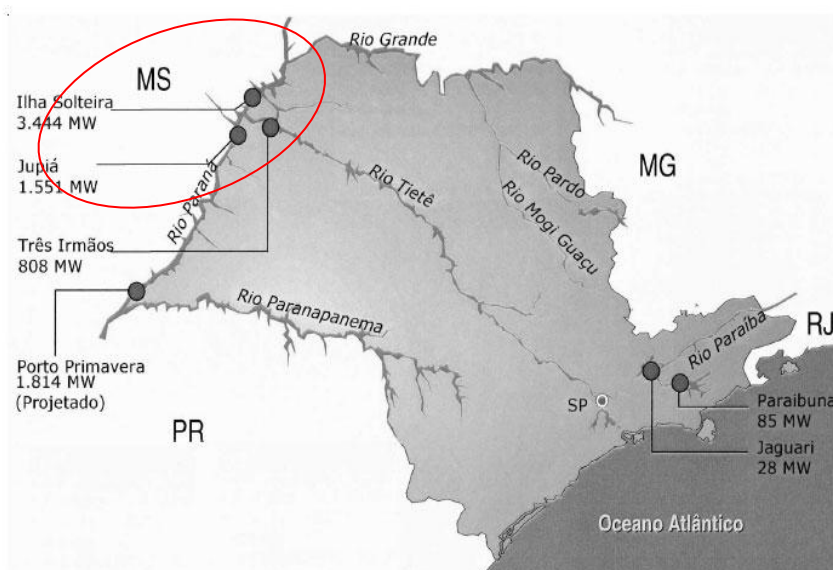 Rio Grande
MS
Ilha Solteira
3.444 MW
Jupiá
1.551 MW
Rio Paraná
Rio Tietê
Rio Pardo
Rio Mogi Guaçu
MG
Três Irmãos
808 MW
Rio Paranapanema
Rio Paraíba
RJ
Porto Primavera
1.814 MW
(Projetado)
PR
SP
Paraibuna
85 MW
Jaguari
28 MW
Oceano Atlântico